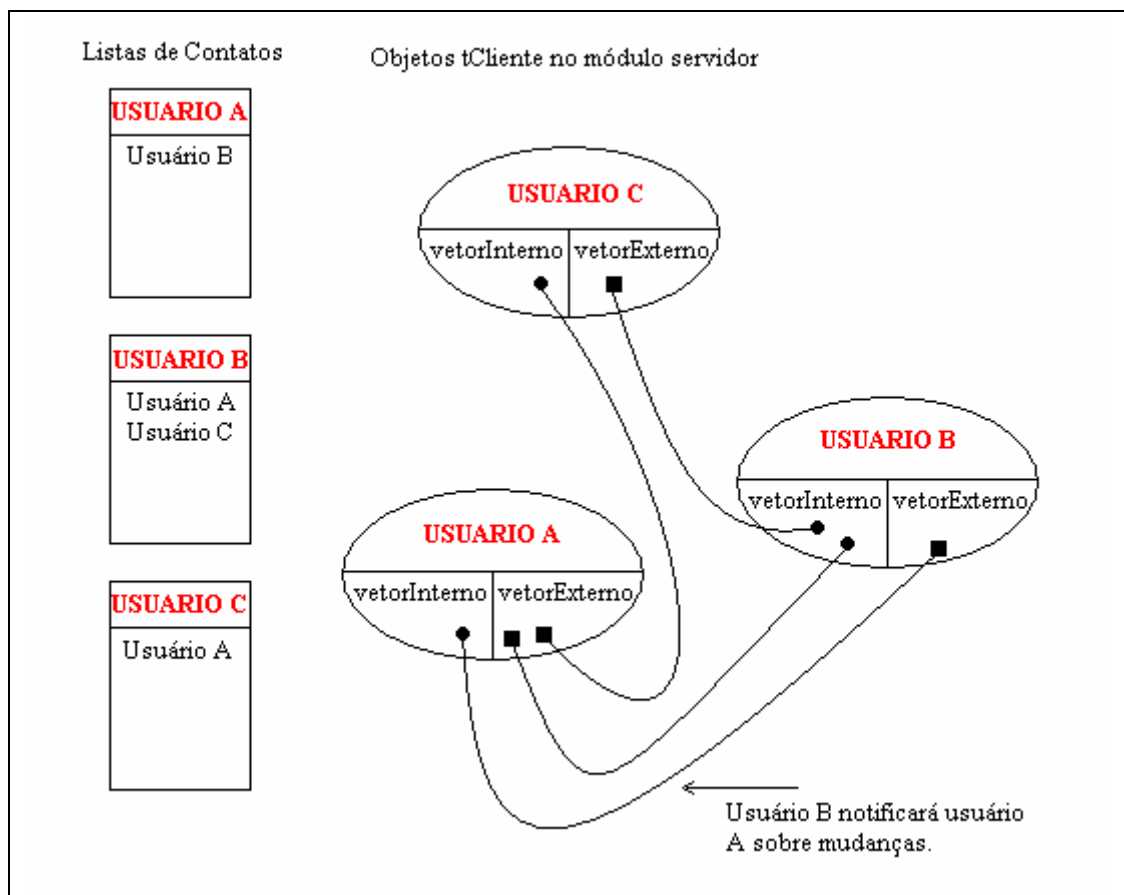 Listas de Contatos
Objetos tCliente no módulo servidor
USUARIO A
Usuário B
USUARIO B
Usuário A
Usuário C
USUARIO C
Usuário A
USUARIO C
vetorInterno
vetorExterno
USUARIO B
vetorInterno
vetorExterno
USUARIO A
vetorInterno
vetorExterno
Usuário B notificará usuário
A sobre mudanças.